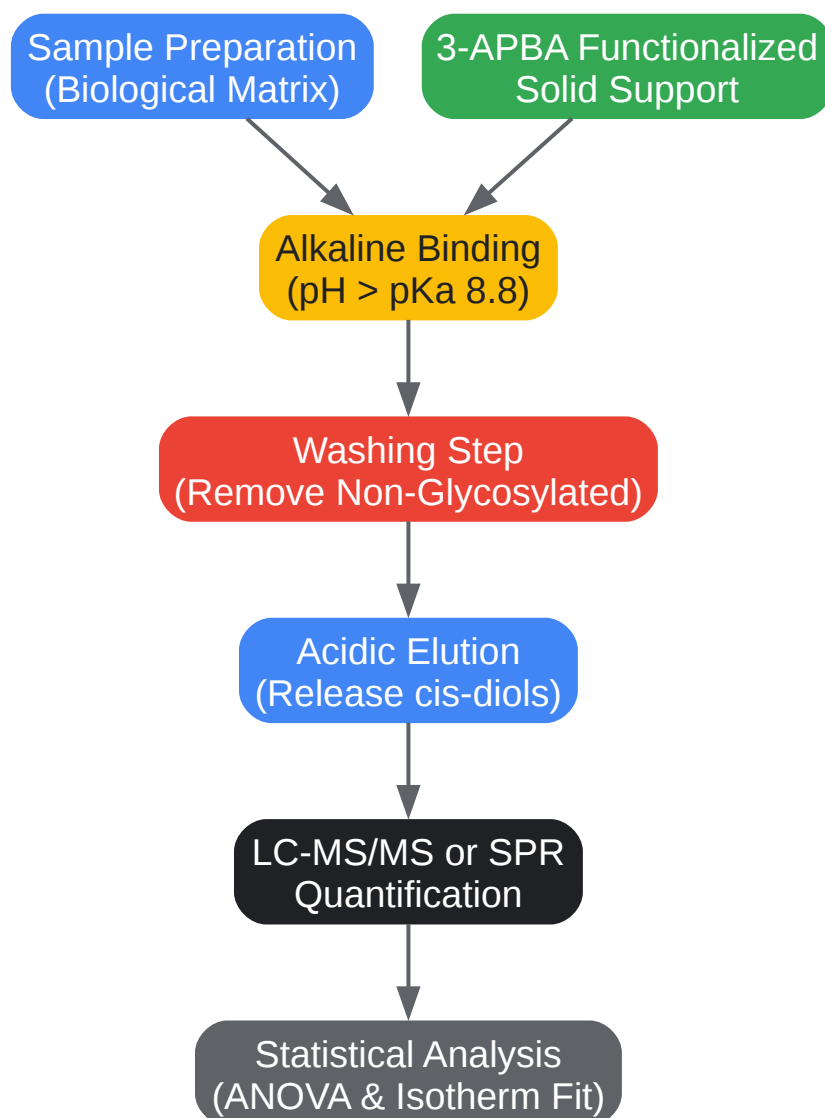 Sample Preparation
(Biological Matrix)
3-APBA Functionalized
Solid Support
Alkaline Binding
(pH > pKa 8.8)
Washing Step
(Remove Non-Glycosylated)
Acidic Elution
(Release cis-diols)
LC-MS/MS or SPR
Quantification
Statistical Analysis
(ANOVA & Isotherm Fit)